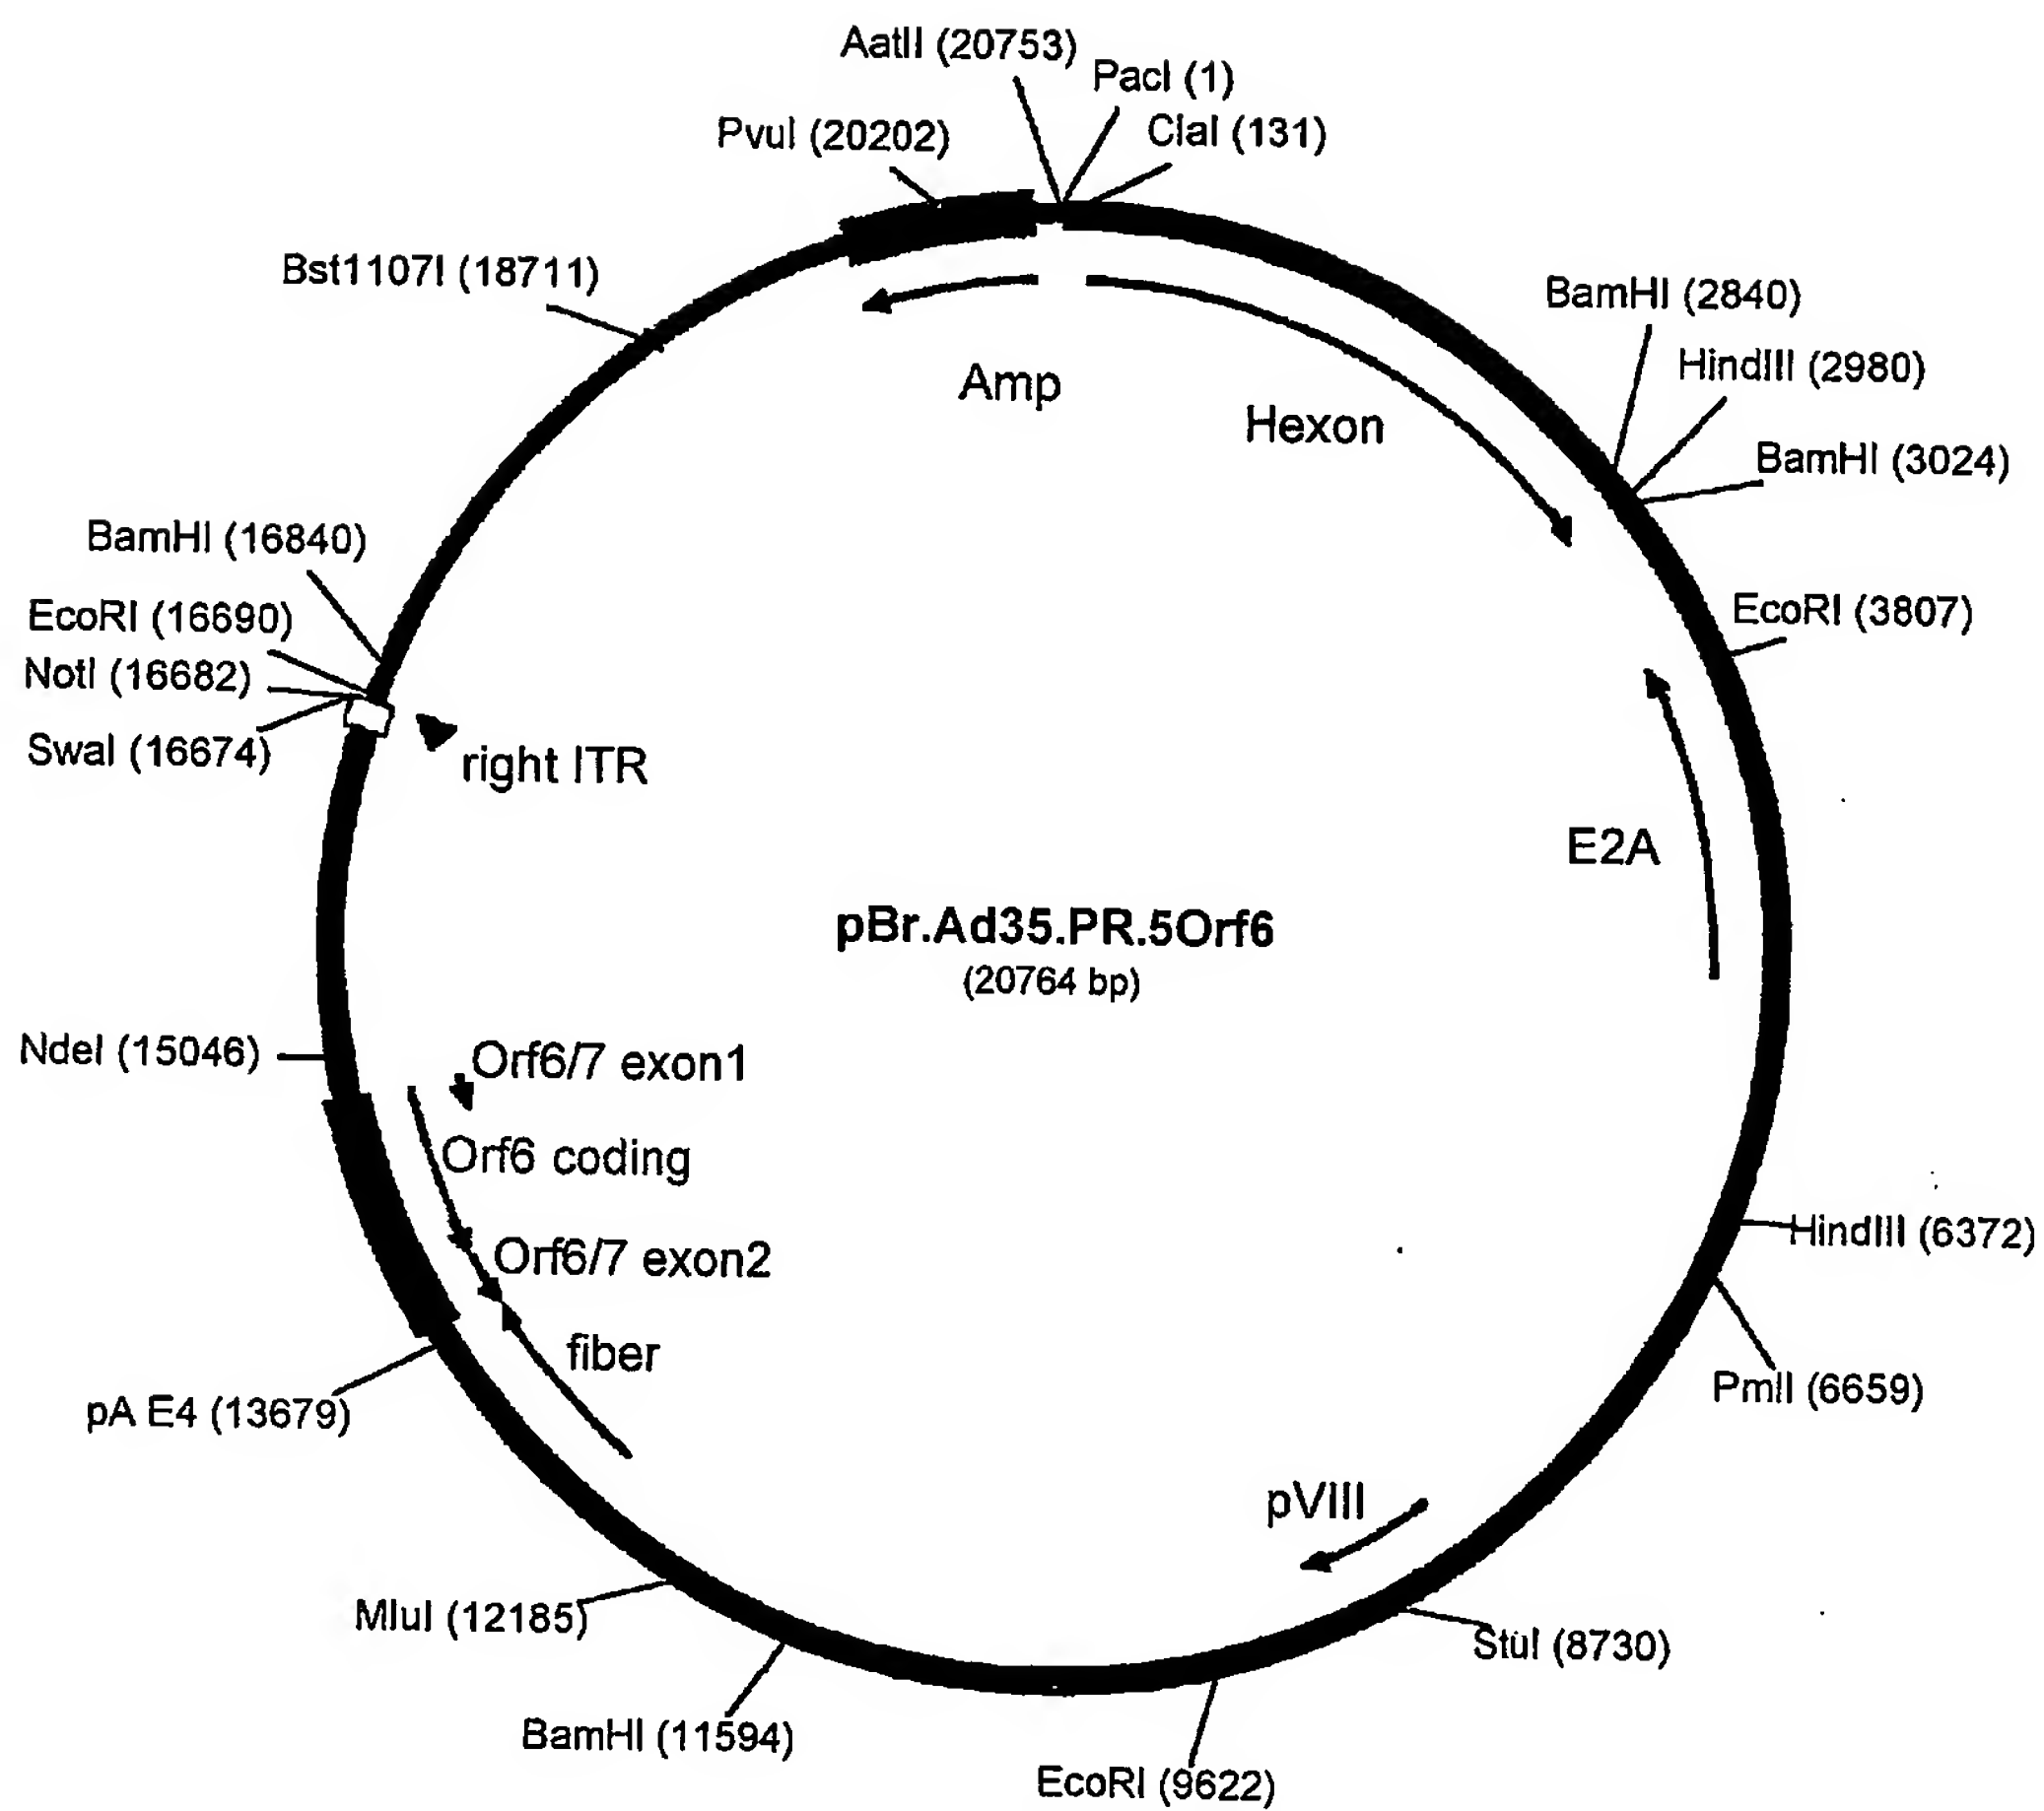 AatII (20753)
PacI (1)
PvuI (20202)
ClaI (131)
Bst1107I (18711)
BamHI (2840)
HindIII (2980)
Amp
Hexon
BamHI (3024)
BamHI (16840)
EcoRI (16690)
EcoRI (3807)
NotI (16682)
SwaI (16674)
right ITR
E2A
pBr.Ad35.PR.5Orf6
(20764 bp)
NdeI (15046)
Orf6/7 exon1
Orf6 coding
HindIII (6372)
Orf6/7 exon2
fiber
PmlI (6659)
pA E4 (13679)
pVIII
MluI (12185)
StuI (8730)
BamHI (11594)
EcoRI (9622)